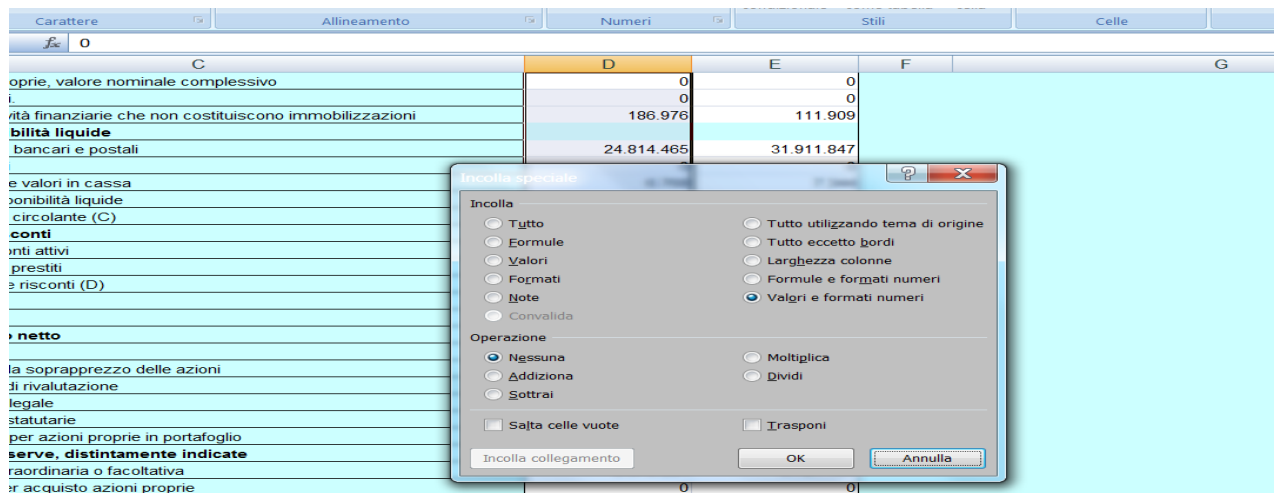 Carattere Allineamento Numeri Stili Celle
fx 0
C D E F G
oprie, valore nominale complessivo 0 0
i. 0 0
vità finanziarie che non costituiscono immobilizzazioni 186.976 111.909
bilità liquide
bancari e postali 24.814.465 31.911.847
e valori in cassa
ponibilità liquide
circolante (C)
sconti
onti attivi
prestiti
e risconti (D)
o netto
la soprapprezzo delle azioni
di rivalutazione
legale
statutarie
per azioni proprie in portafoglio
serve, distintamente indicate
raordinaria o facoltativa
er acquisto azioni proprie 0 0
Incolla speciale
Incolla
Tutto
Formule
Valori
Formati
Note
Convalida
Tutto utilizzando tema di origine
Tutto eccetto bordi
Larghezza colonne
Formule e formati numeri
Valori e formati numeri
Operazione
Nessuna
Addiziona
Sottrai
Moltiplica
Dividi
Salta celle vuote Trasponi
Incolla collegamento OK Annulla